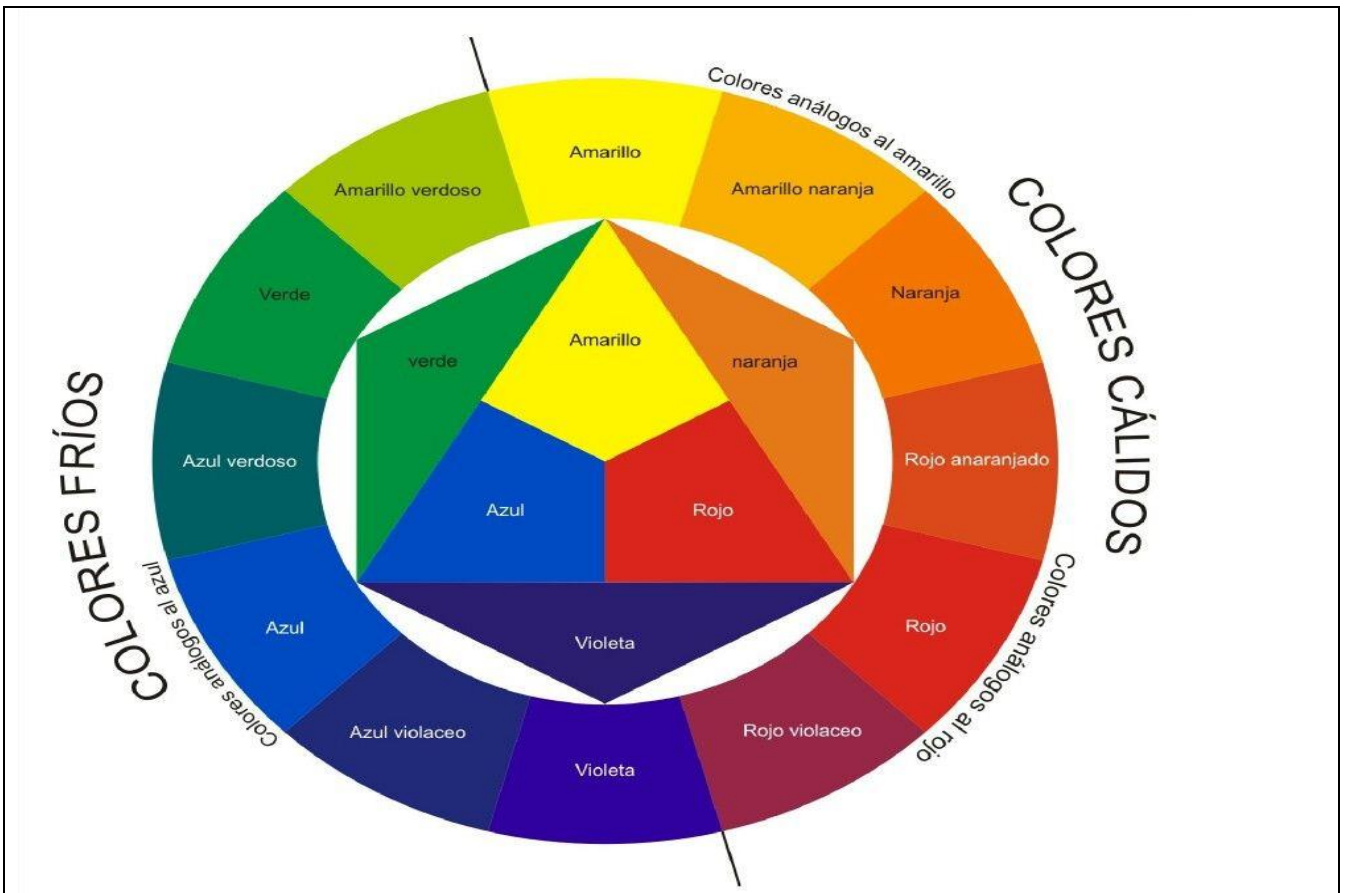 Colores análogos al amarillo
COLORES CÁLIDOS
Colores análogos al rojo
COLORES FRÍOS
Colores análogos al azul
Amarillo
Amarillo naranja
Naranja
Rojo anaranjado
Rojo
Rojo violaceo
Violeta
Azul violaceo
Azul
Azul verdoso
Verde
Amarillo verdoso
Amarillo
naranja
Rojo
Violeta
Azul
verde